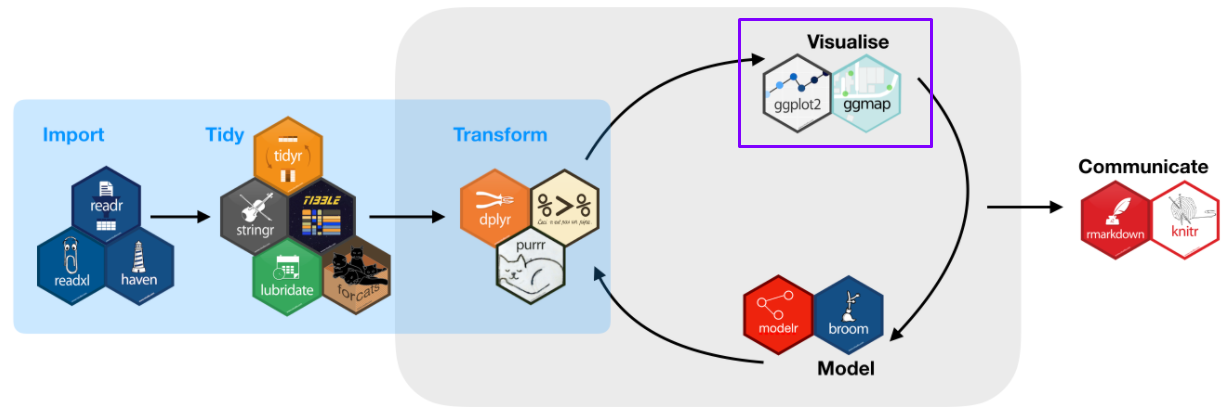 Import
readr
readxl
haven
Tidy
tidyr
stringr
TIBBLE
lubridate
forcats
Transform
dplyr
%>%
purrr
Visualise
ggplot2
ggmap
modelr
broom
Model
Communicate
rmarkdown
knitr